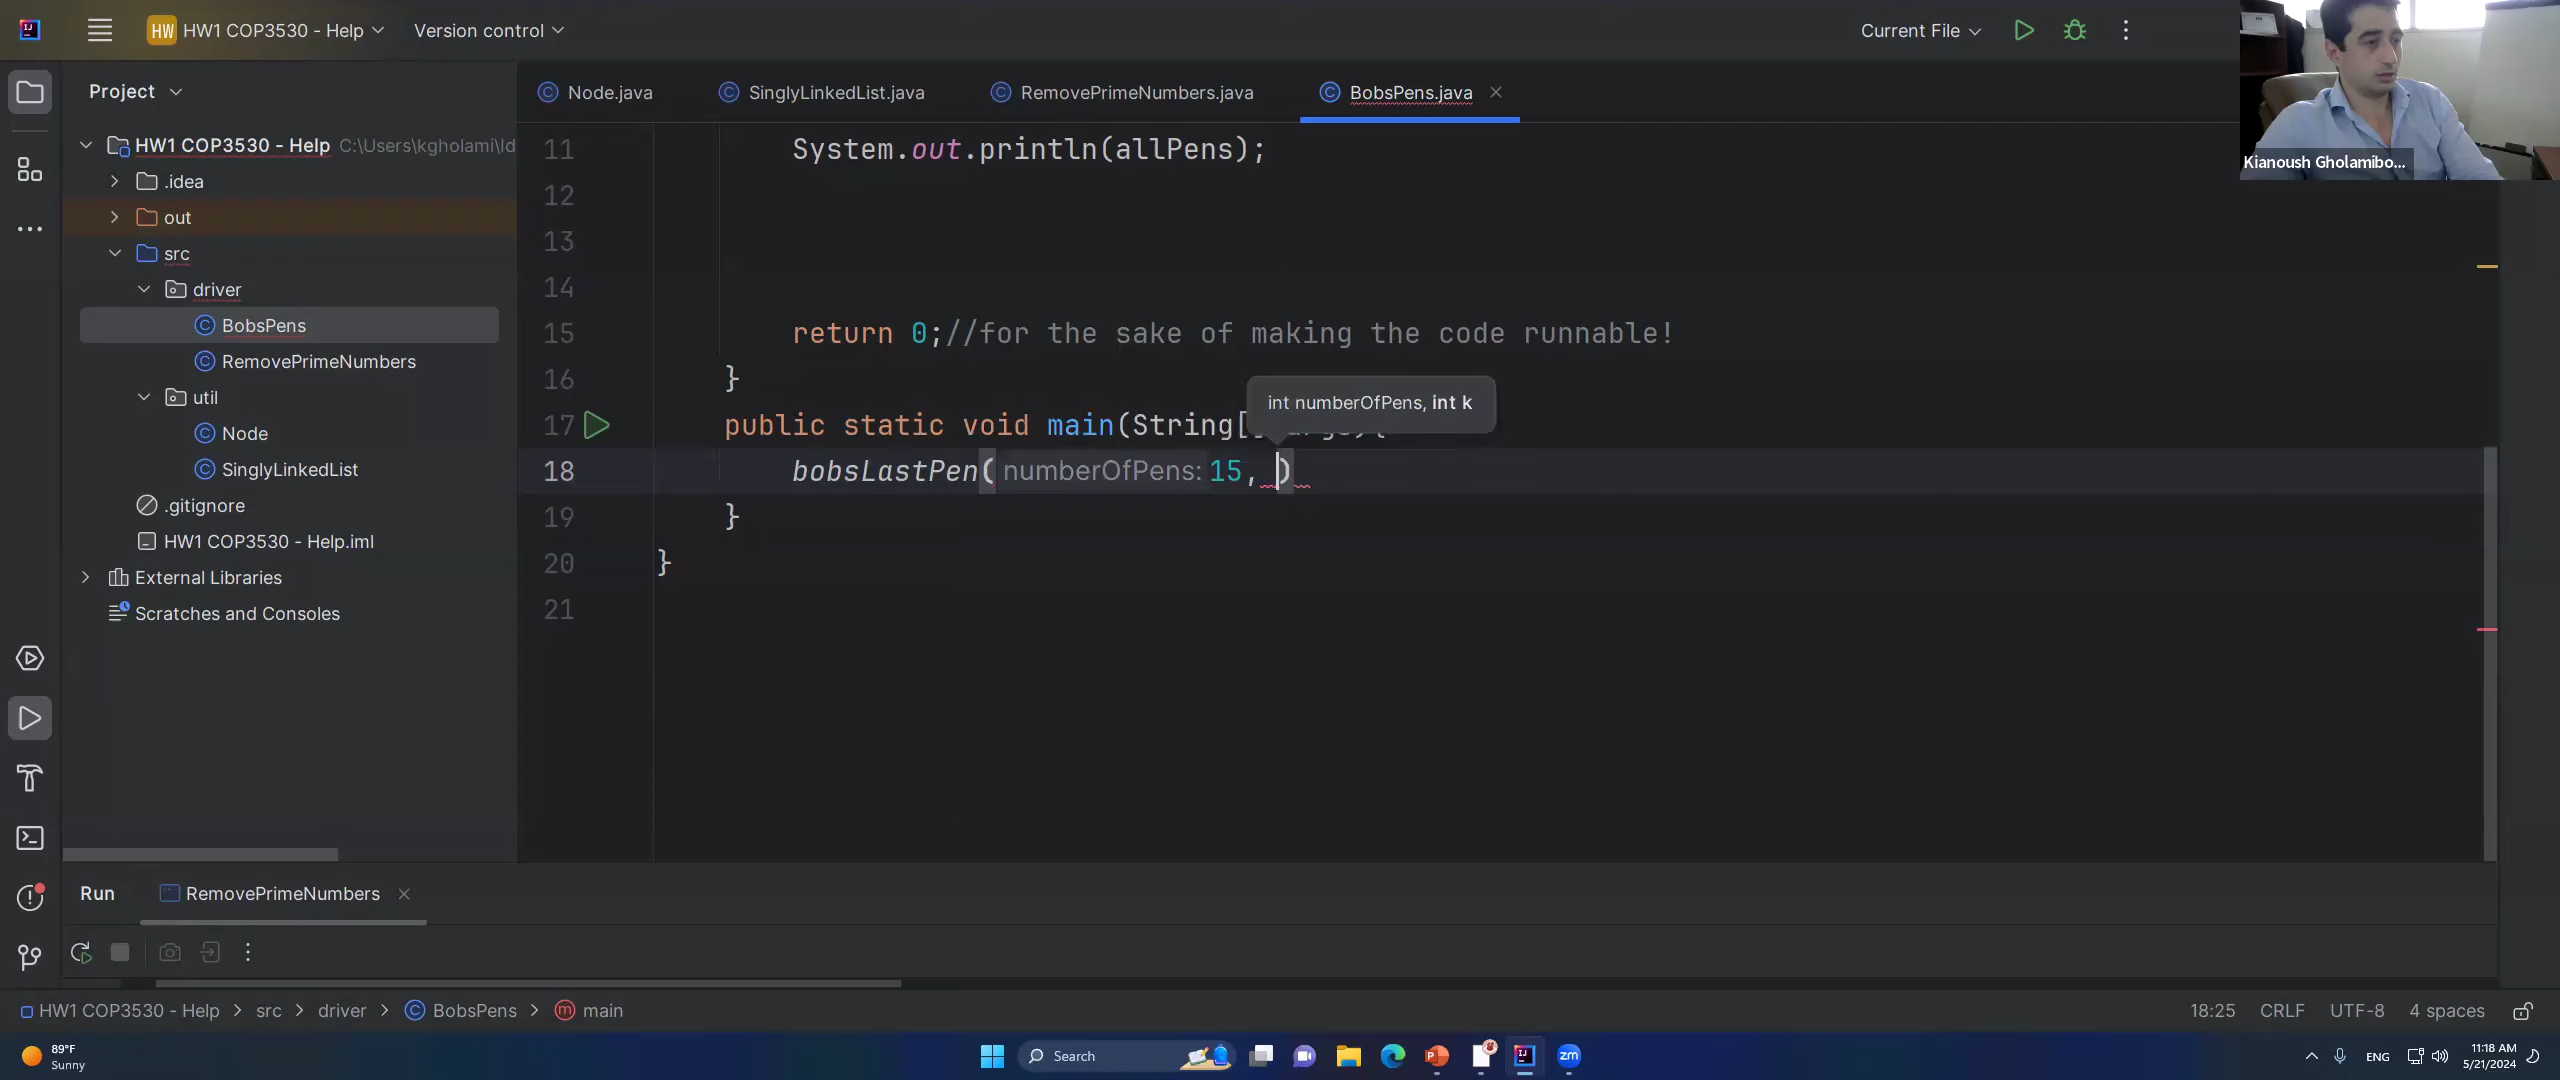 HW HW1 COP3530 - Help Version control Current File
Project
Node.java SinglyLinkedList.java RemovePrimeNumbers.java BobsPens.java
Kianoush Gholamibo...
HW1 COP3530 - Help C:\Users\kgholami\Id
.idea
out
src
driver
BobsPens
RemovePrimeNumbers
util
Node
SinglyLinkedList
.gitignore
HW1 COP3530 - Help.iml
External Libraries
Scratches and Consoles
11 System.out.println(allPens);
12
13
14
15 return 0;//for the sake of making the code runnable!
16 }
int numberOfPens, int k
17 public static void main(String[
18 bobsLastPen( numberOfPens: 15, )
19 }
20 }
21
Run RemovePrimeNumbers
HW1 COP3530 - Help > src > driver > BobsPens > main 18:25 CRLF UTF-8 4 spaces
89°F
Sunny
Search
zm
ENG
11:18 AM
5/21/2024